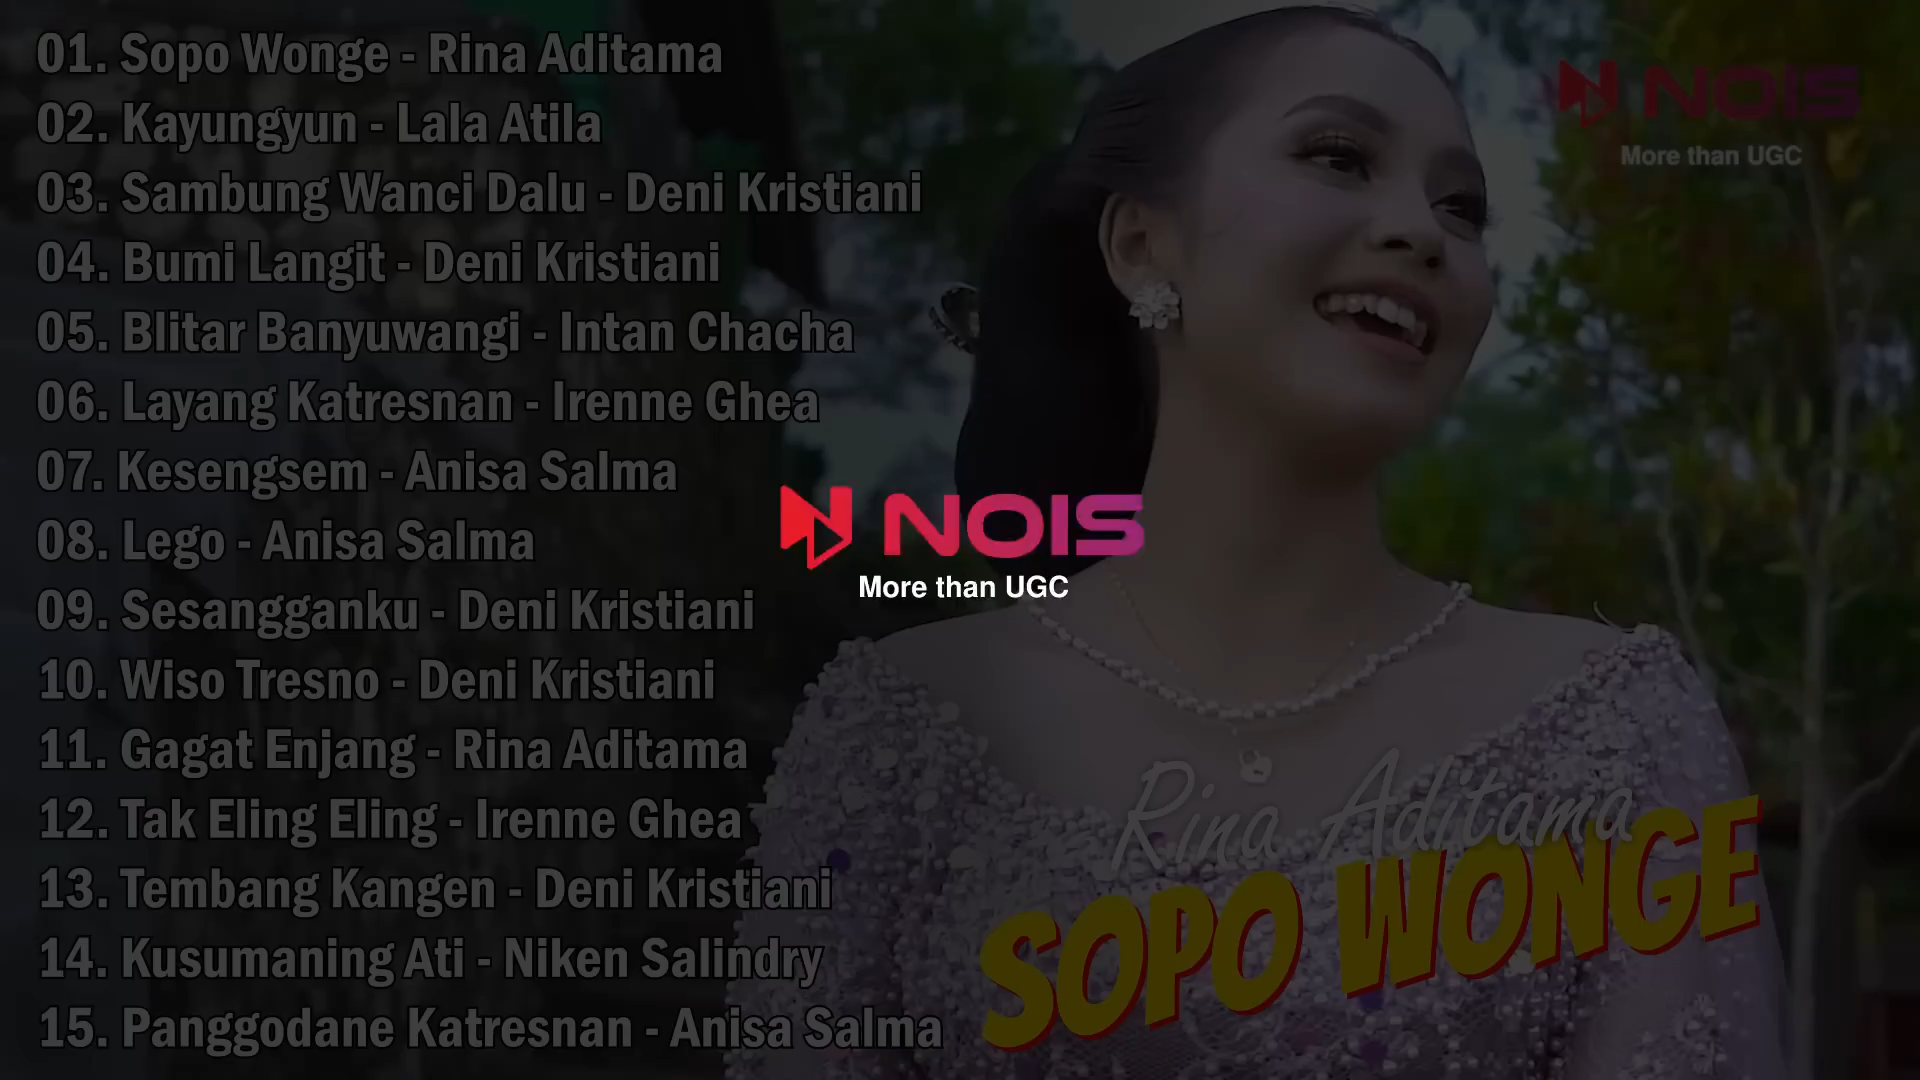 01. Sopo Wonge - Rina Aditama
02. Kayungyun - Lala Atila
03. Sambung Wanci Dalu - Deni Kristiani
04. Bumi Langit - Deni Kristiani
05. Blitar Banyuwangi - Intan Chacha
06. Layang Katresnan - Irenne Ghea
07. Kesengsem - Anisa Salma
08. Lego - Anisa Salma
09. Sesangganku - Deni Kristiani
10. Wiso Tresno - Deni Kristiani
11. Gagat Enjang - Rina Aditama
12. Tak Eling Eling - Irenne Ghea
13. Tembang Kangen - Deni Kristiani
14. Kusumaning Ati - Niken Salindry
15. Panggodane Katresnan - Anisa Salma
NOIS
More than UGC
NOIS
More than UGC
Rina Aditama
SOPO WONGE